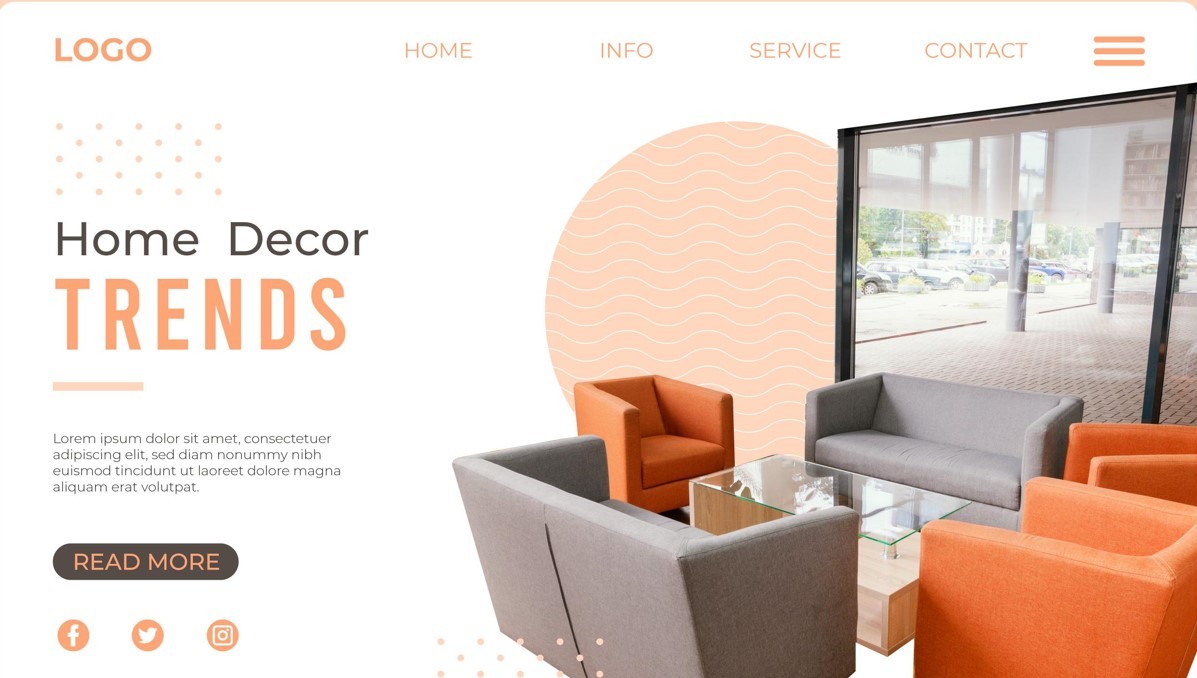 LOGO
HOME
INFO
SERVICE
CONTACT
Home Decor
TRENDS
Lorem ipsum dolor sit amet, consectetuer
adipiscing elit, sed diam nonummy nibh
euismod tincidunt ut laoreet dolore magna
aliquam erat volutpat.
READ MORE